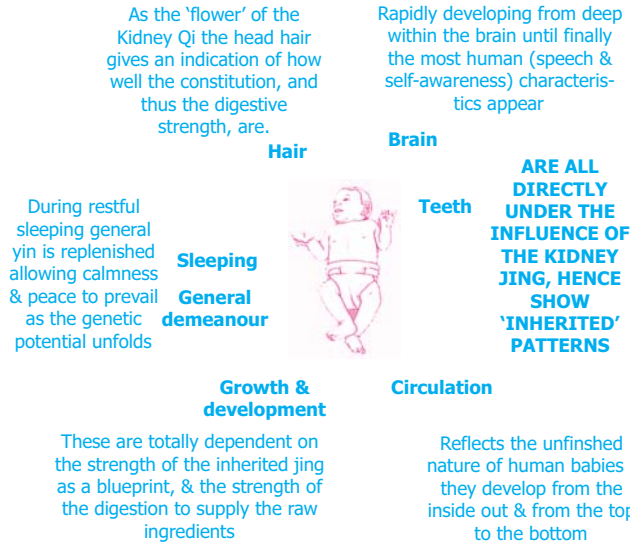 As the ‘flower’ of the
Kidney Qi the head hair
gives an indication of how
well the constitution, and
thus the digestive
strength, are.
Hair
Rapidly developing from deep
within the brain until finally
the most human (speech &
self-awareness) characteris-
tics appear
Brain
Teeth
ARE ALL
DIRECTLY
UNDER THE
INFLUENCE OF
THE KIDNEY
JING, HENCE
SHOW
‘INHERITED’
PATTERNS
During restful
sleeping general
yin is replenished
allowing calmness
& peace to prevail
as the genetic
potential unfolds
Sleeping
General
demeanour
Growth &
development
These are totally dependent on
the strength of the inherited jing
as a blueprint, & the strength of
the digestion to supply the raw
ingredients
Circulation
Reflects the unfinshed
nature of human babies
they develop from the
inside out & from the top
to the bottom